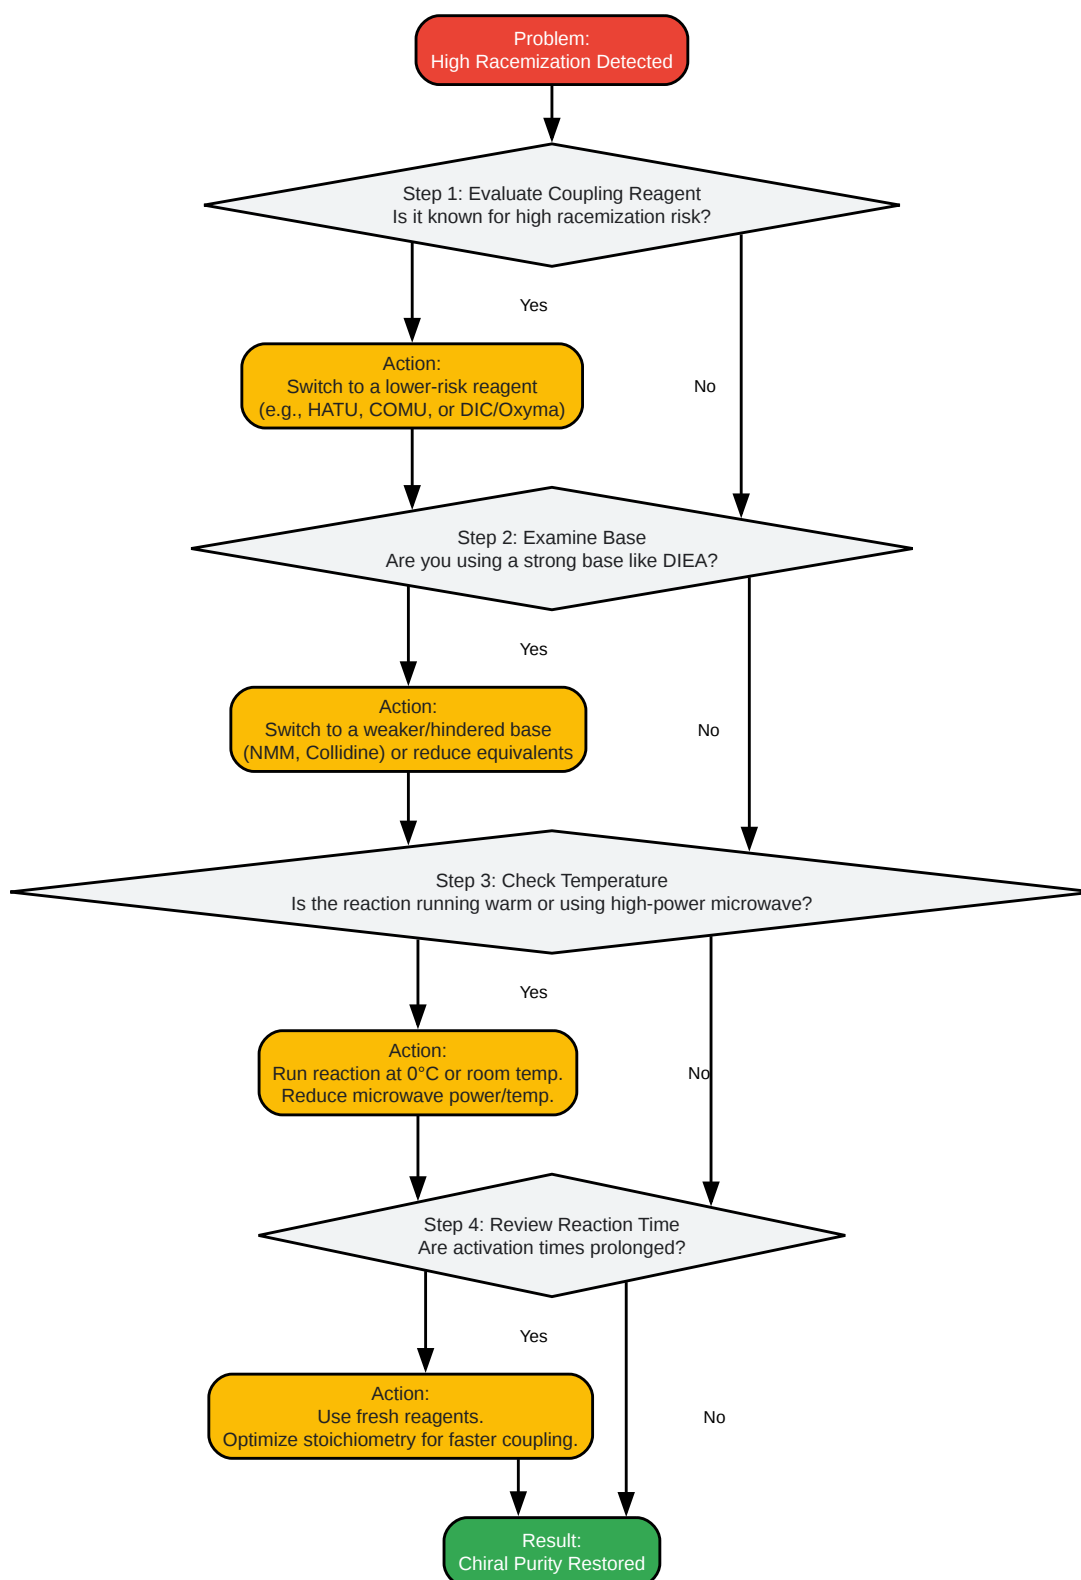 Problem:
High Racemization Detected
Step 1: Evaluate Coupling Reagent
Is it known for high racemization risk?
Yes
Action:
Switch to a lower-risk reagent
(e.g., HATU, COMU, or DIC/Oxyma)
No
Step 2: Examine Base
Are you using a strong base like DIEA?
Yes
Action:
Switch to a weaker/hindered base
(NMM, Collidine) or reduce equivalents
No
Step 3: Check Temperature
Is the reaction running warm or using high-power microwave?
Yes
Action:
Run reaction at 0°C or room temp.
Reduce microwave power/temp.
No
Step 4: Review Reaction Time
Are activation times prolonged?
Yes
Action:
Use fresh reagents.
Optimize stoichiometry for faster coupling.
No
Result:
Chiral Purity Restored